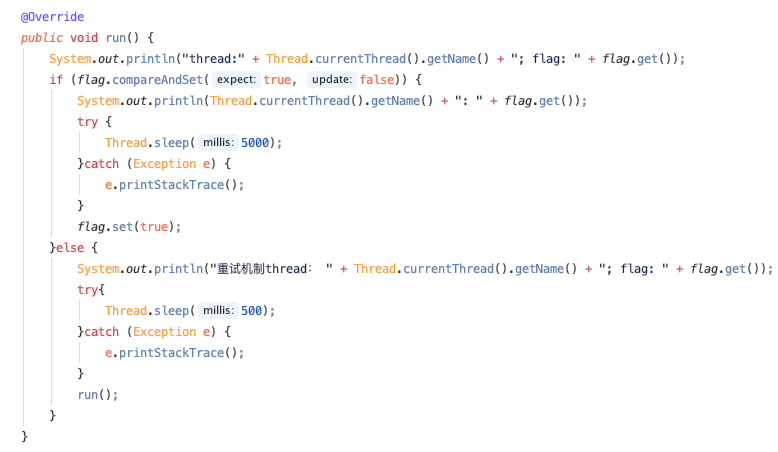 @Override
public void run() {
System.out.println("thread:" + Thread.currentThread().getName() + "; flag: " + flag.get());
if (flag.compareAndSet( expect: true, update: false)) {
System.out.println(Thread.currentThread().getName() + ": " + flag.get());
try {
Thread.sleep( millis: 5000);
}catch (Exception e) {
e.printStackTrace();
}
flag.set(true);
}else {
System.out.println("重试机制thread： " + Thread.currentThread().getName() + "; flag: " + flag.get());
try{
Thread.sleep( millis: 500);
}catch (Exception e) {
e.printStackTrace();
}
run();
}
}